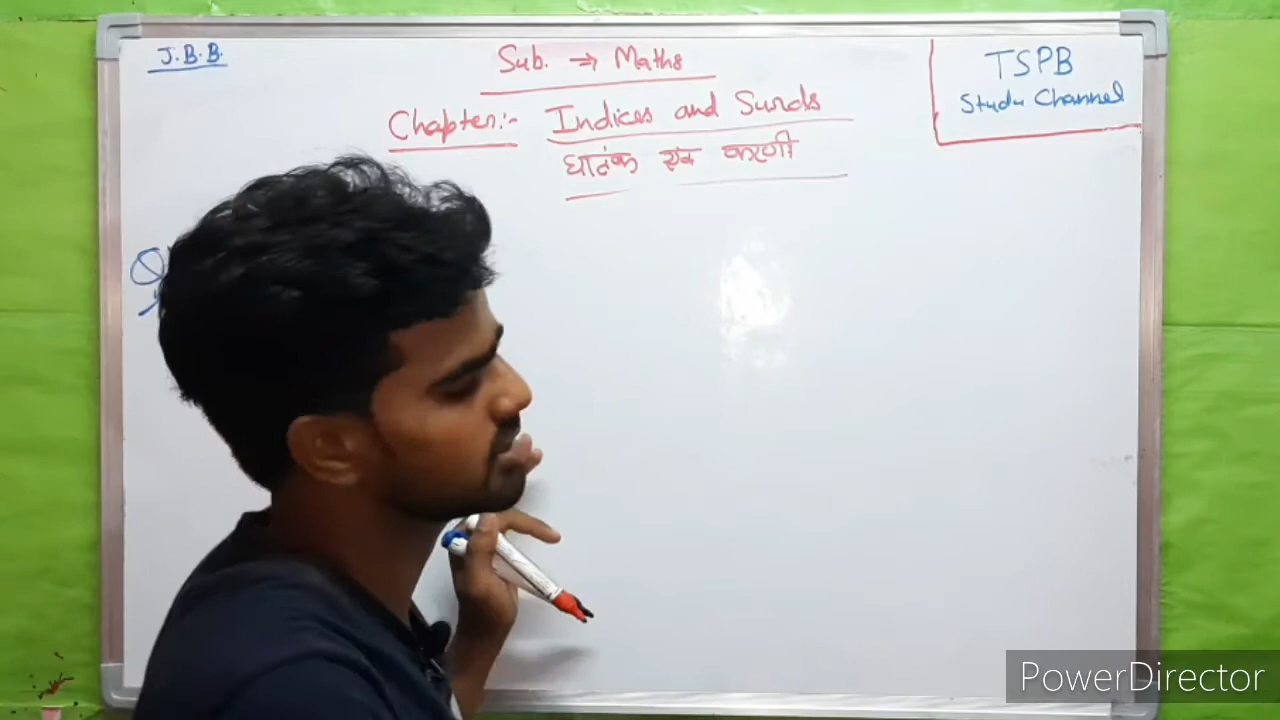 J.B.B.
Sub. ⇒ Maths
TSPB
Study Channel
Chapter:- Indices and Surds
घातंक एवं करणी
Q
PowerDirector